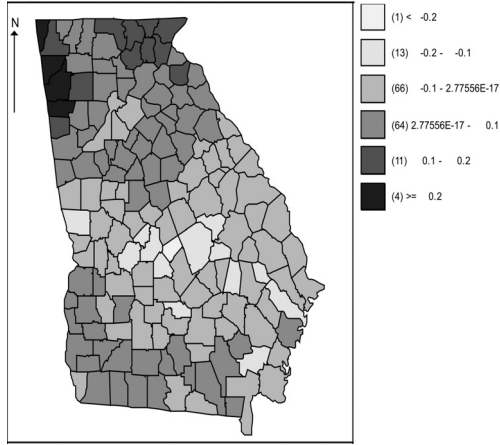 N
(1) < -0.2
(13) -0.2 - -0.1
(66) -0.1 - 2.77556E-17
(64) 2.77556E-17 - 0.1
(11) 0.1 - 0.2
(4) >= 0.2